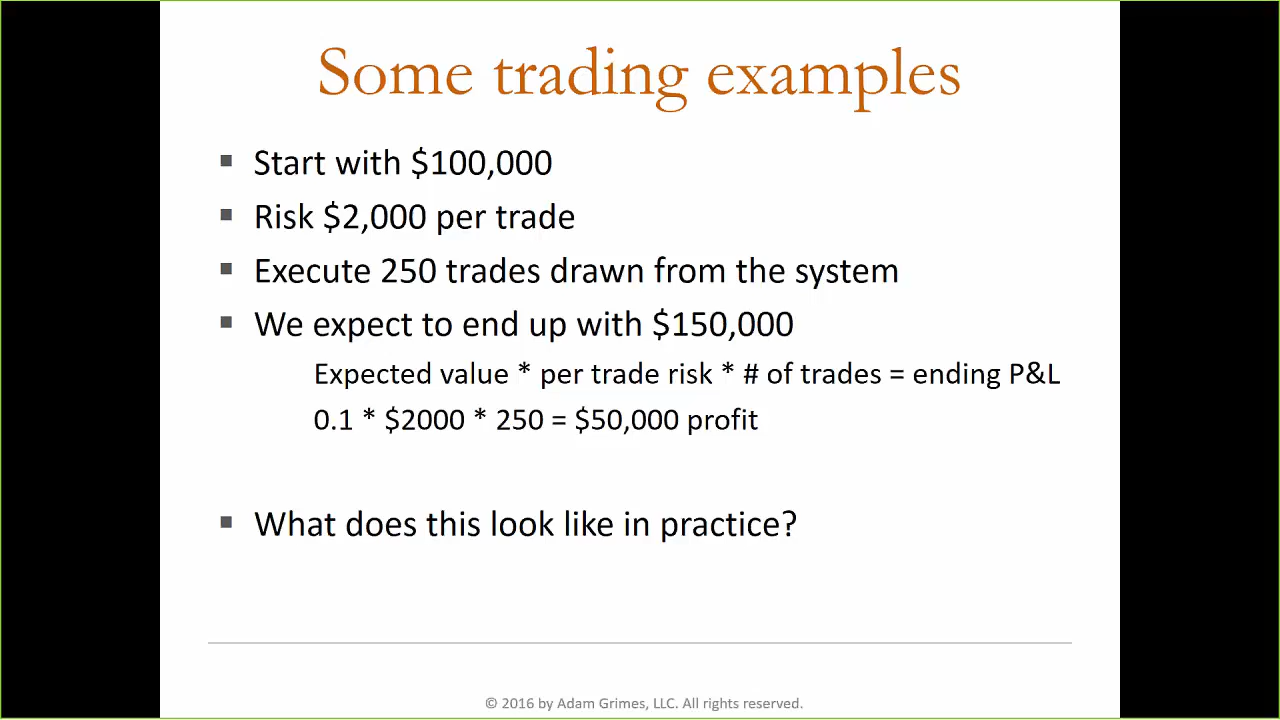 Some trading examples
▪ Start with $100,000
▪ Risk $2,000 per trade
▪ Execute 250 trades drawn from the system
▪ We expect to end up with $150,000
Expected value * per trade risk * # of trades = ending P&L
0.1 * $2000 * 250 = $50,000 profit
▪ What does this look like in practice?
© 2016 by Adam Grimes, LLC. All rights reserved.